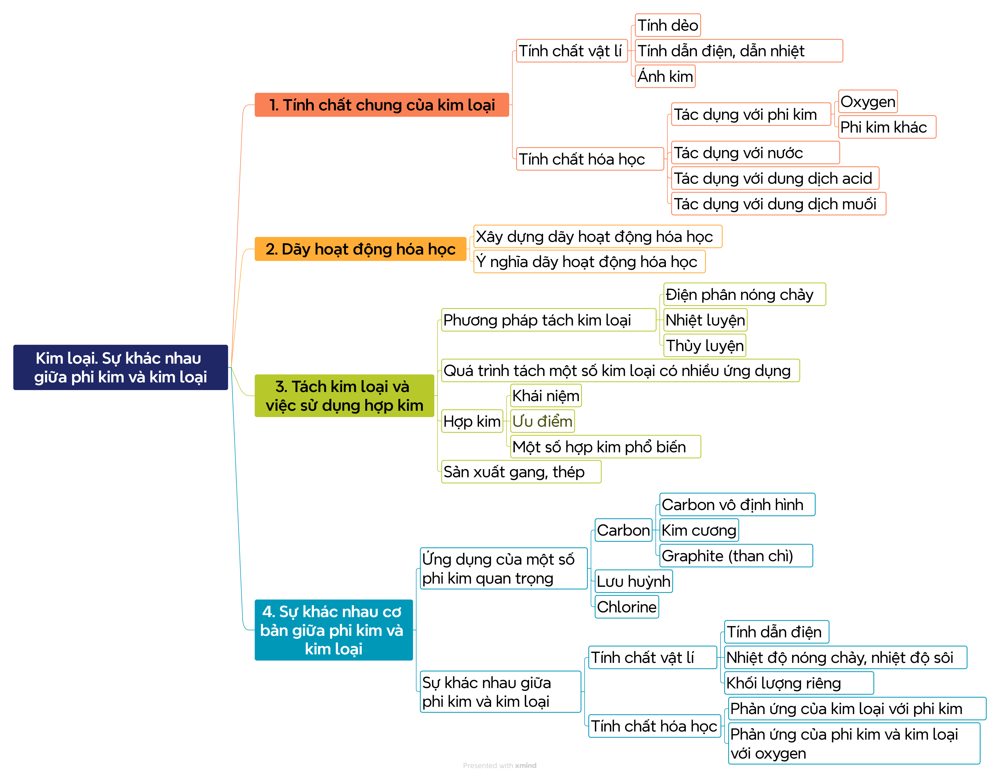 Kim loại. Sự khác nhau
giữa phi kim và kim loại
1. Tính chất chung của kim loại
Tính chất vật lí
Tính dẻo
Tính dẫn điện, dẫn nhiệt
Ánh kim
Tính chất hóa học
Tác dụng với phi kim
Oxygen
Phi kim khác
Tác dụng với nước
Tác dụng với dung dịch acid
Tác dụng với dung dịch muối
2. Dãy hoạt động hóa học
Xây dựng dãy hoạt động hóa học
Ý nghĩa dãy hoạt động hóa học
3. Tách kim loại và
việc sử dụng hợp kim
Phương pháp tách kim loại
Điện phân nóng chảy
Nhiệt luyện
Thủy luyện
Quá trình tách một số kim loại có nhiều ứng dụng
Hợp kim
Khái niệm
Ưu điểm
Một số hợp kim phổ biến
Sản xuất gang, thép
4. Sự khác nhau cơ
bản giữa phi kim và
kim loại
Ứng dụng của một số
phi kim quan trọng
Carbon
Carbon vô định hình
Kim cương
Graphite (than chì)
Lưu huỳnh
Chlorine
Sự khác nhau giữa
phi kim và kim loại
Tính chất vật lí
Tính dẫn điện
Nhiệt độ nóng chảy, nhiệt độ sôi
Khối lượng riêng
Tính chất hóa học
Phản ứng của kim loại với phi kim
Phản ứng của phi kim và kim loại
với oxygen
Presented with xmind